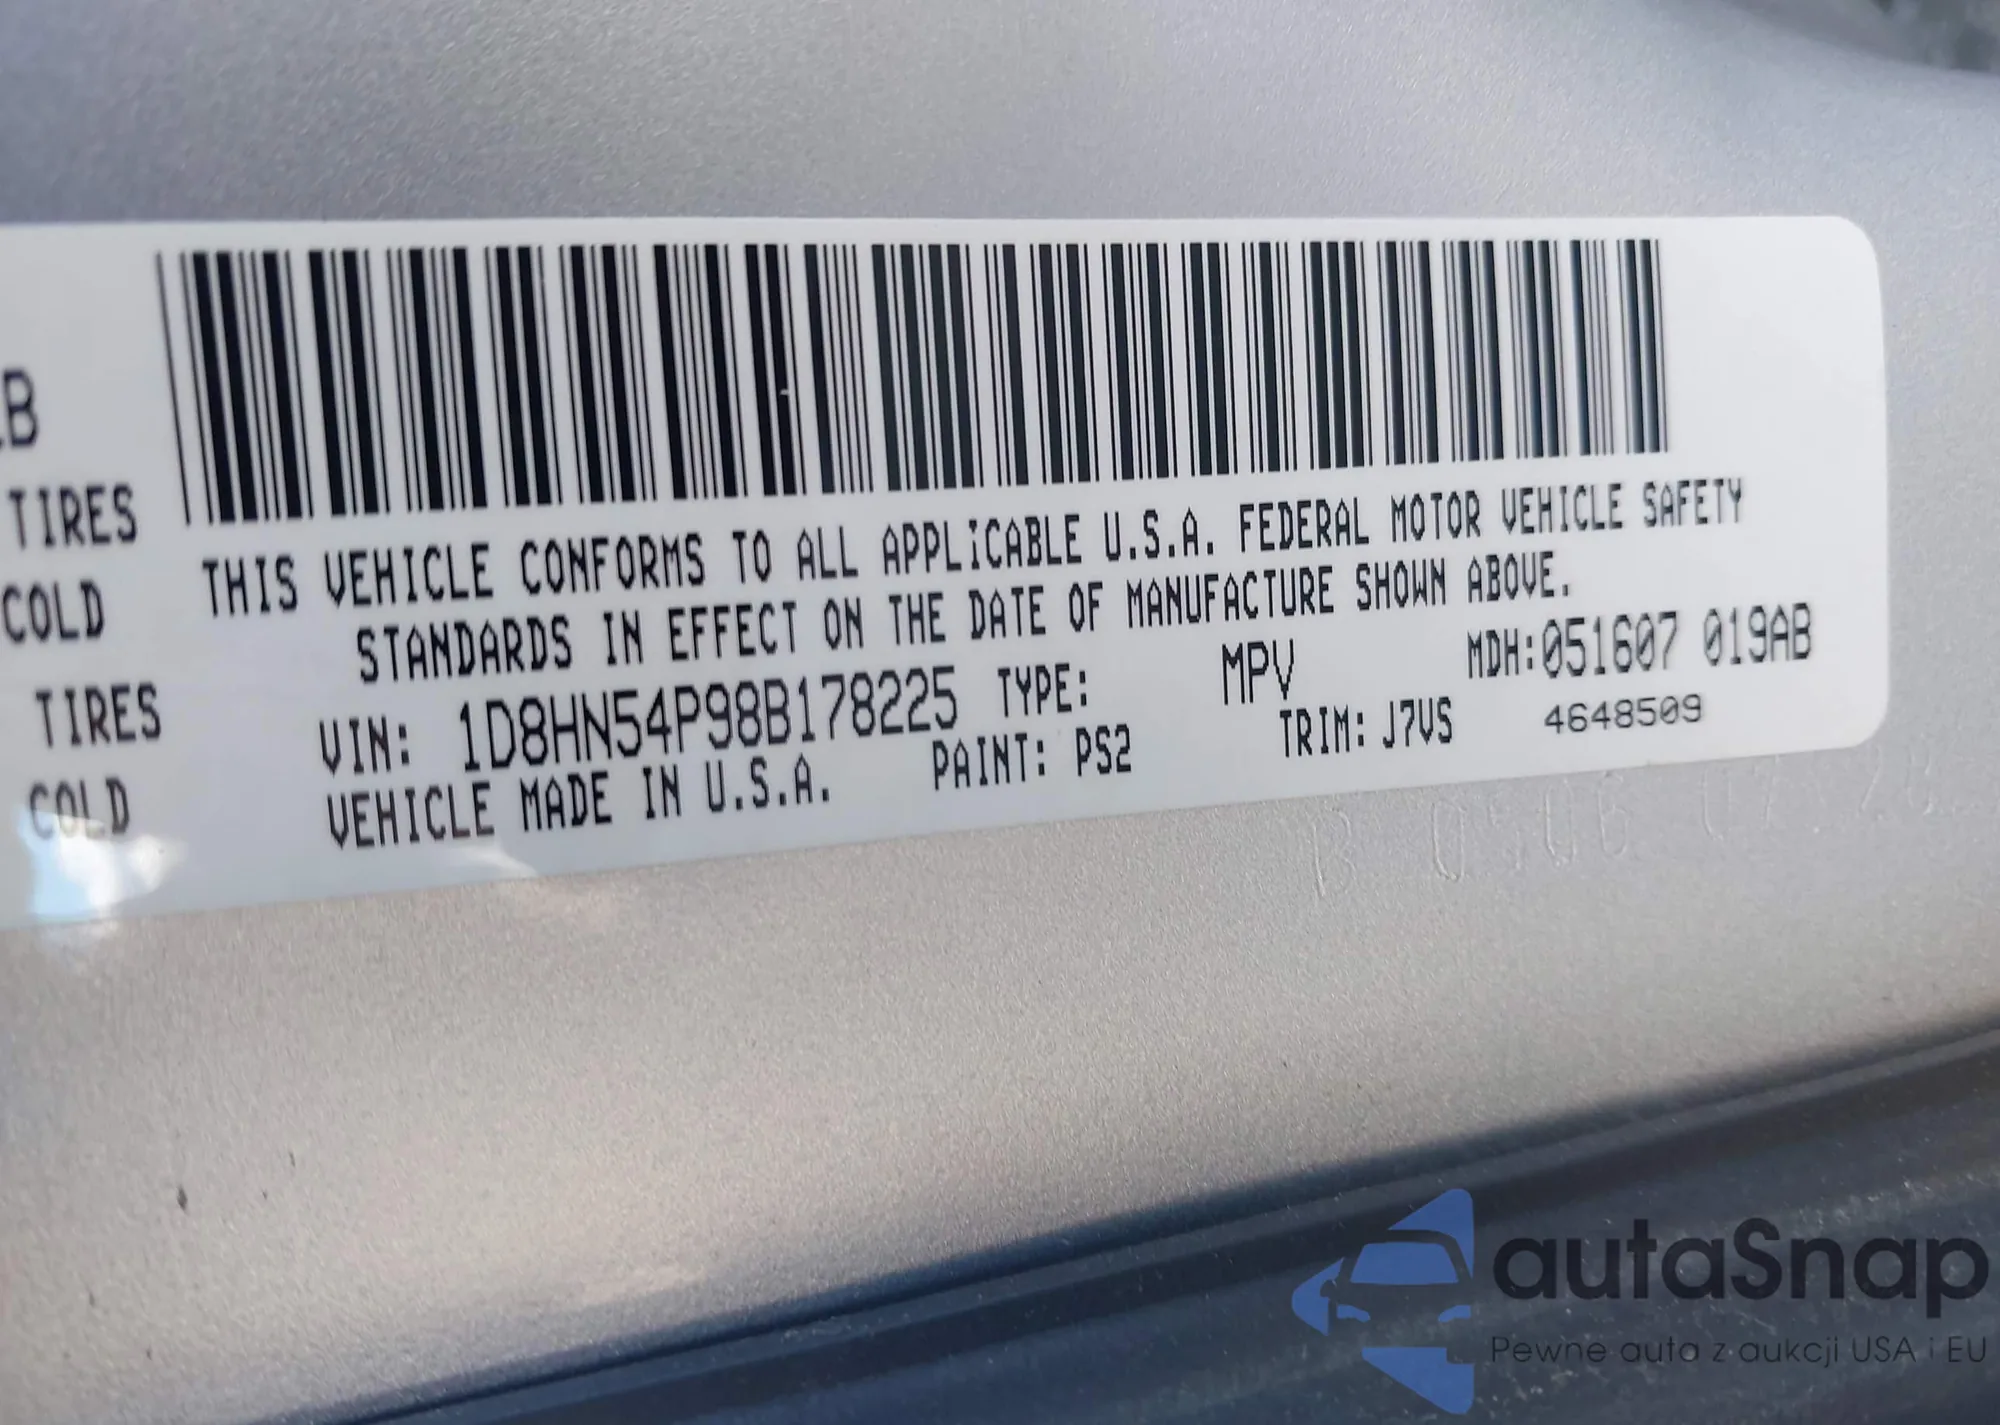 B
TIRES
COLD
TIRES
COLD
THIS VEHICLE CONFORMS TO ALL APPLICABLE U.S.A. FEDERAL MOTOR VEHICLE SAFETY
STANDARDS IN EFFECT ON THE DATE OF MANUFACTURE SHOWN ABOVE.
VIN: 1D8HN54P98B178225 TYPE: MPV MDH:051607 019AB
VEHICLE MADE IN U.S.A. PAINT: PS2 TRIM: J7VS 4648509
autaSnap
Pewne auta z aukcji USA i EU